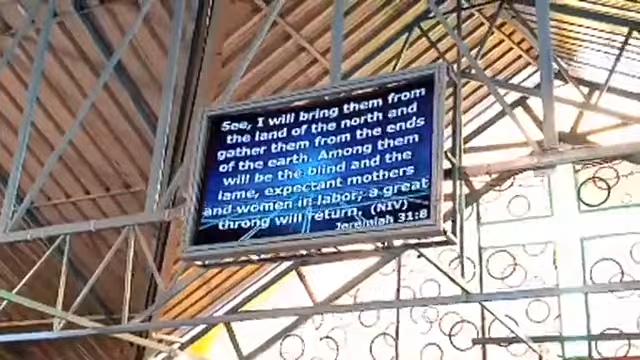 See, I will bring them from
the land of the north and
gather them from the ends
of the earth. Among them
will be the blind and the
lame, expectant mothers
and women in labor; a great
throng will return. (NIV)
Jeremiah 31:8